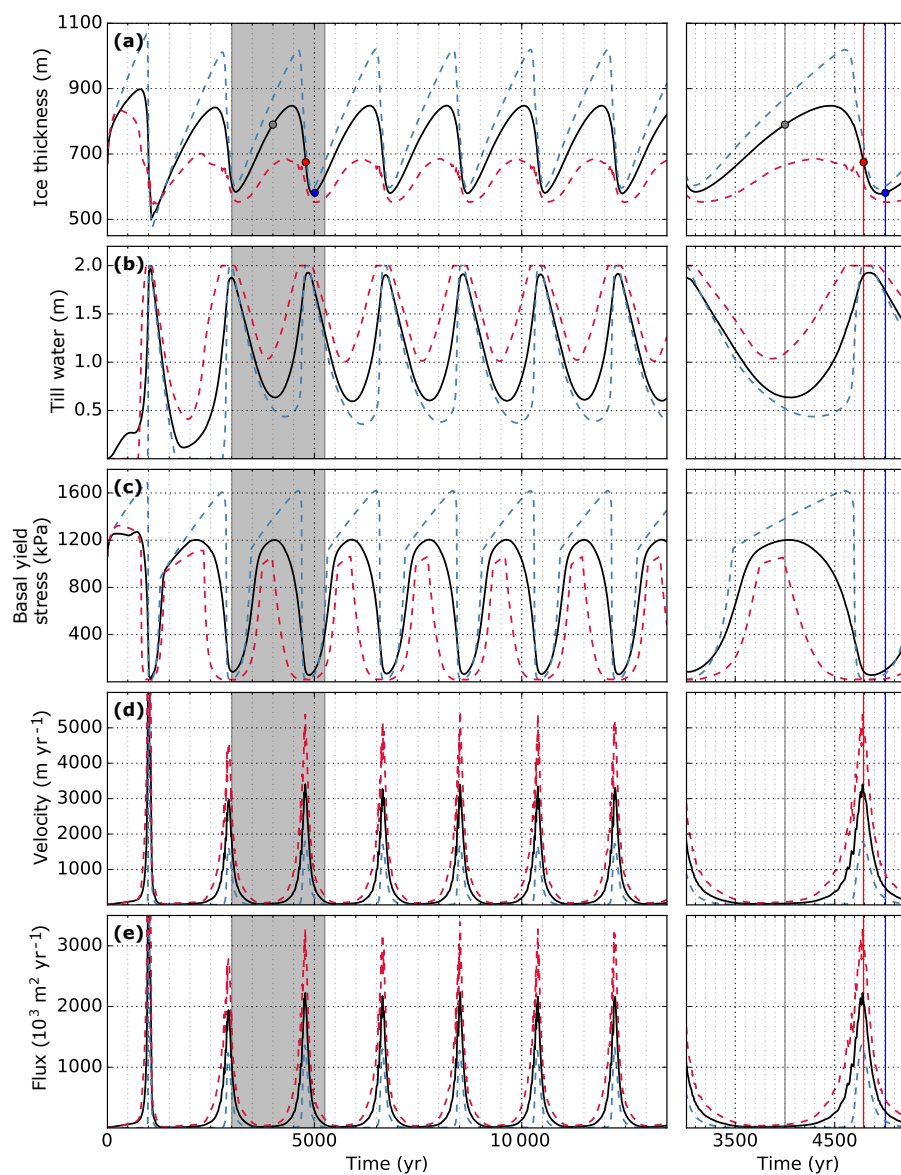 (a)
Ice thickness (m)
1100
900
700
500
(b)
Till water (m)
2.0
1.5
1.0
0.5
(c)
Basal yield
stress (kPa)
1600
1200
800
400
(d)
Velocity (m yr⁻¹)
5000
4000
3000
2000
1000
(e)
Flux (10³ m² yr⁻¹)
3000
2000
1000
0 5000 10000 3500 4500
Time (yr) Time (yr)